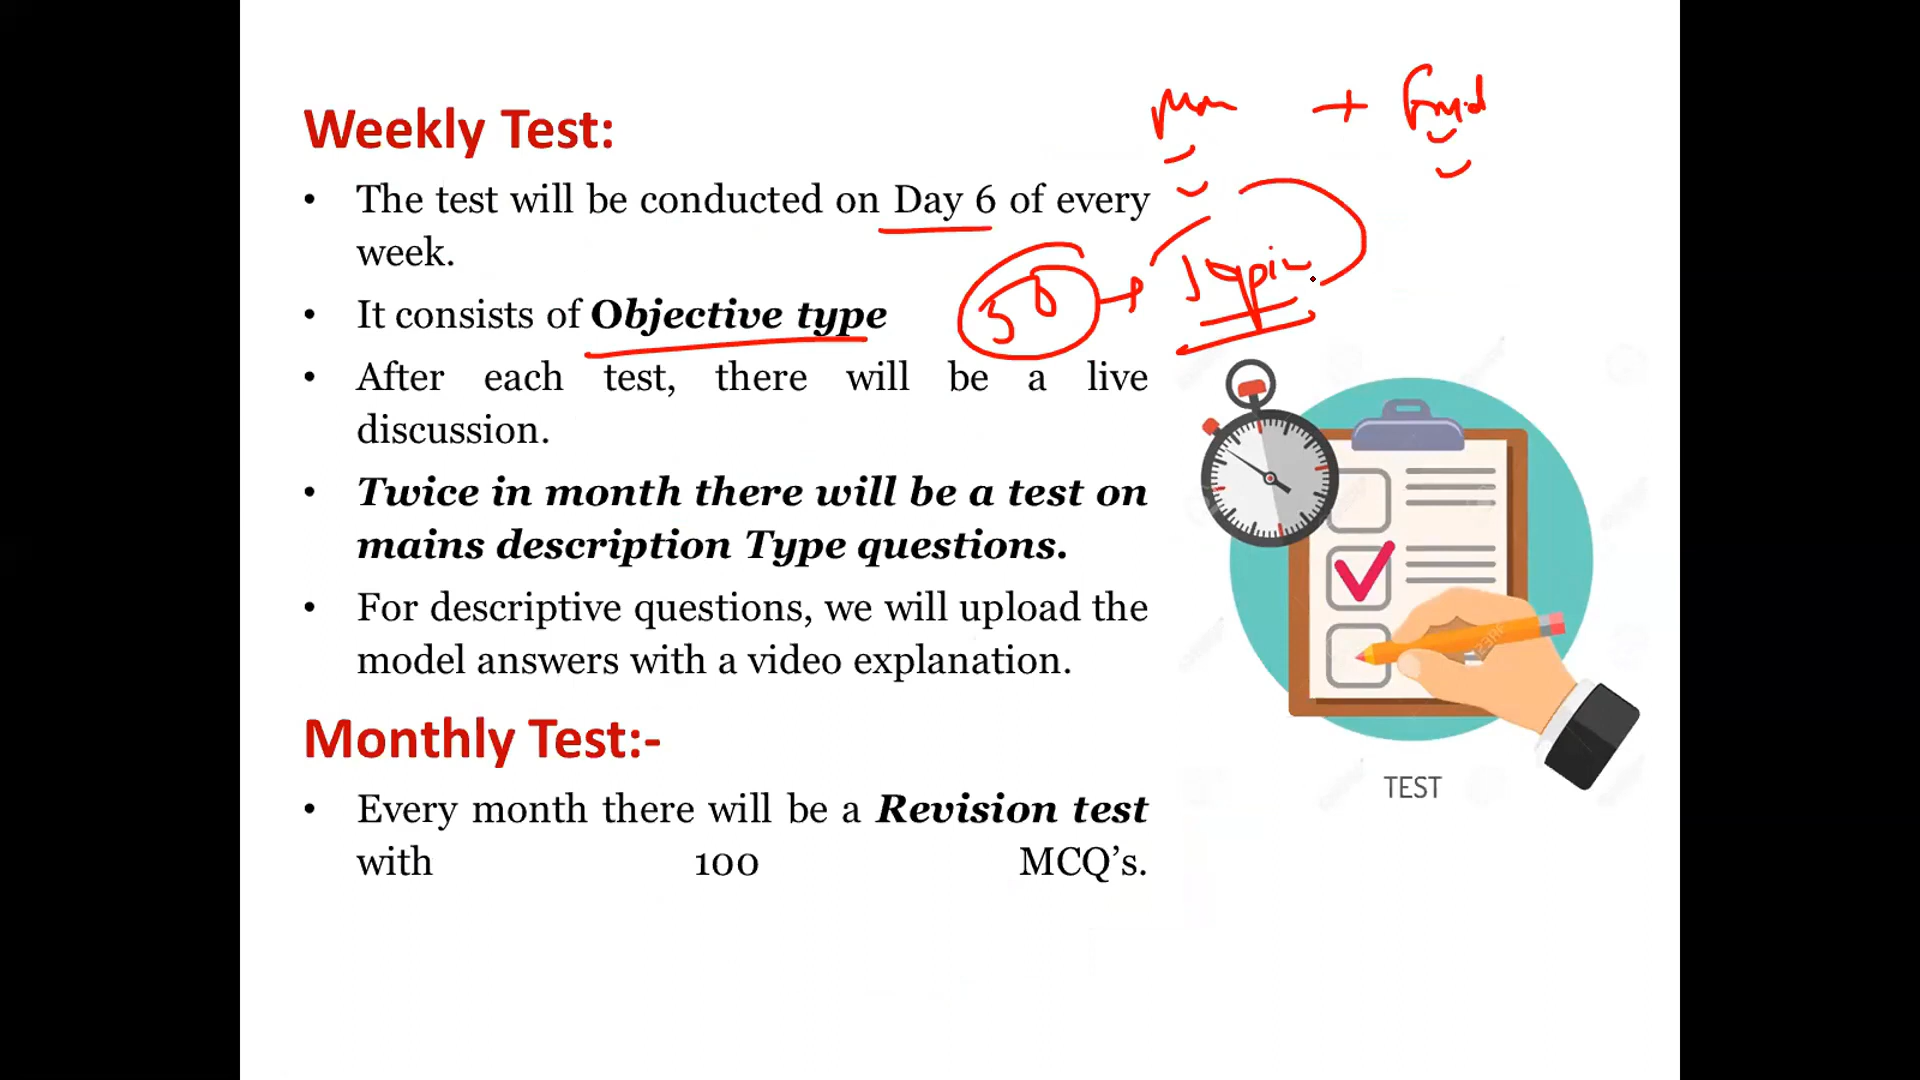 Weekly Test:
• The test will be conducted on Day 6 of every
week.
• It consists of Objective type
50
• After each test, there will be a live
discussion.
• Twice in month there will be a test on
mains description Type questions.
• For descriptive questions, we will upload the
model answers with a video explanation.
TEST
Monthly Test:-
• Every month there will be a Revision test
with 100 MCQ’s.